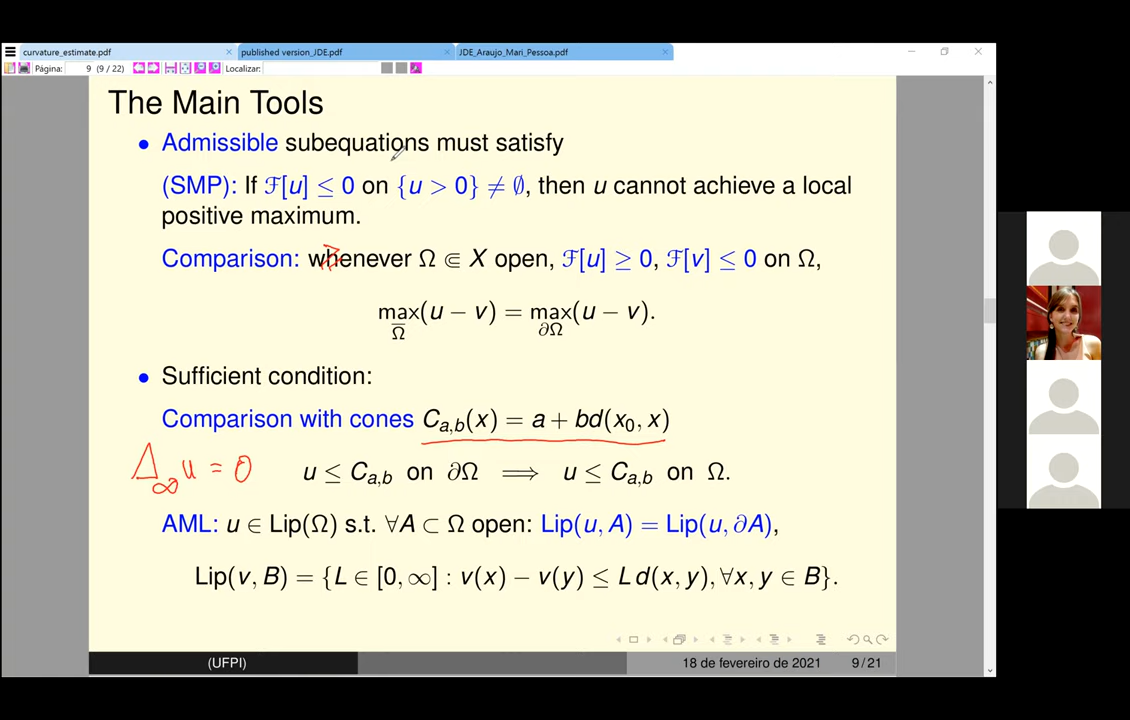 curvature_estimate.pdf published version_JDE.pdf JDE_Araujo_Mari_Pessoa.pdf
Página: 9 (9 / 22) Localizar:
The Main Tools
• Admissible subequations must satisfy
(SMP): If ℱ[u] ≤ 0 on {u > 0} ≠ ∅, then u cannot achieve a local
positive maximum.
Comparison: whenever Ω ⋐ X open, ℱ[u] ≥ 0, ℱ[v] ≤ 0 on Ω,
max(u − v) = max(u − v).
Ω̅ ∂Ω
• Sufficient condition:
Comparison with cones C_{a,b}(x) = a + bd(x₀, x)
Δ_∞ u = 0 u ≤ C_{a,b} on ∂Ω ⟹ u ≤ C_{a,b} on Ω.
AML: u ∈ Lip(Ω) s.t. ∀A ⊂ Ω open: Lip(u, A) = Lip(u, ∂A),
Lip(v, B) = {L ∈ [0, ∞] : v(x) − v(y) ≤ L d(x, y), ∀x, y ∈ B}.
(UFPI) 18 de fevereiro de 2021 9 / 21